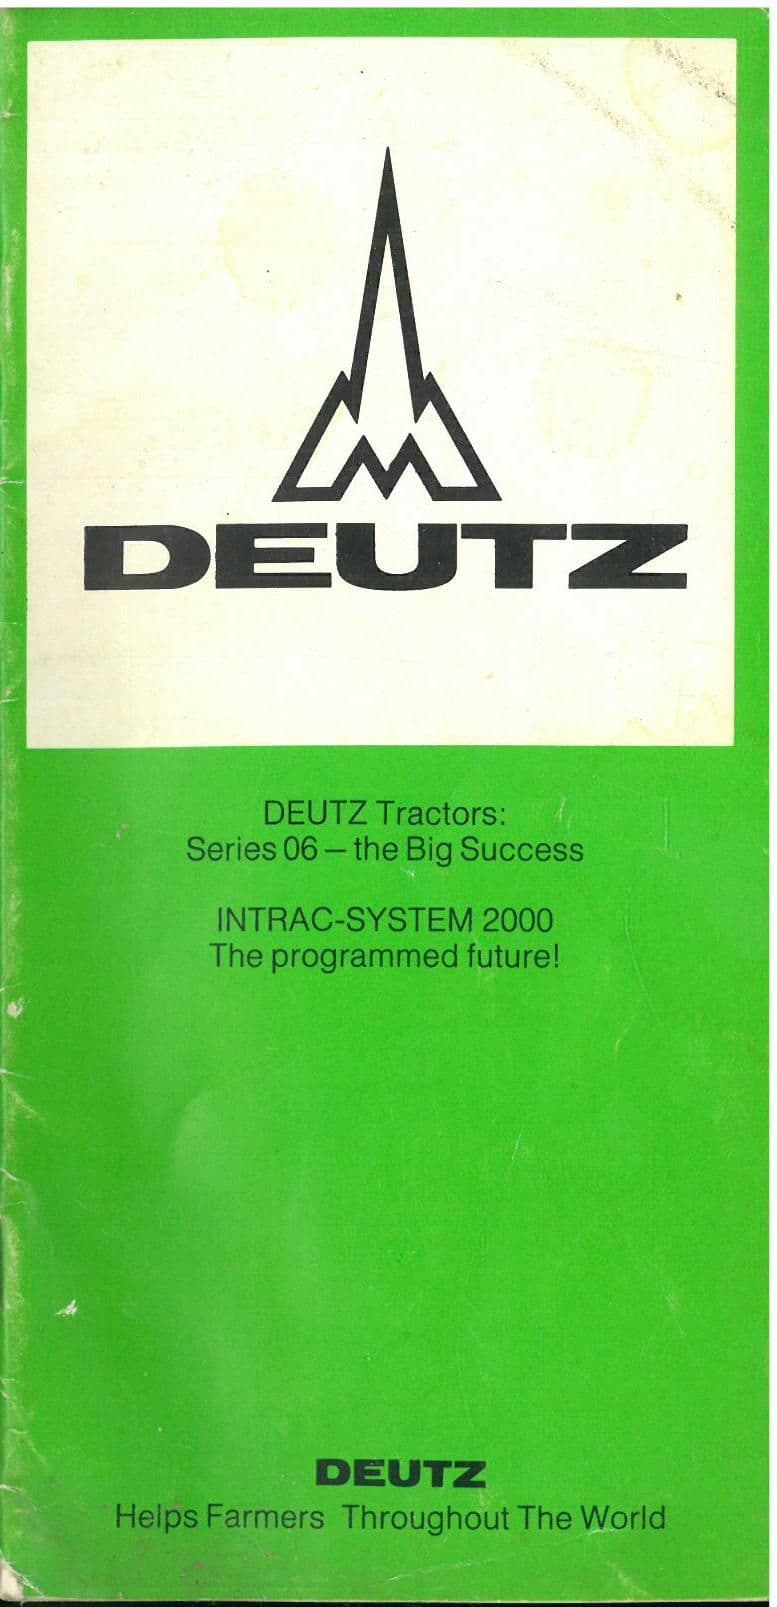 DEUTZ
DEUTZ Tractors:
Series 06 – the Big Success
INTRAC-SYSTEM 2000
The programmed future!
DEUTZ
Helps Farmers Throughout The World